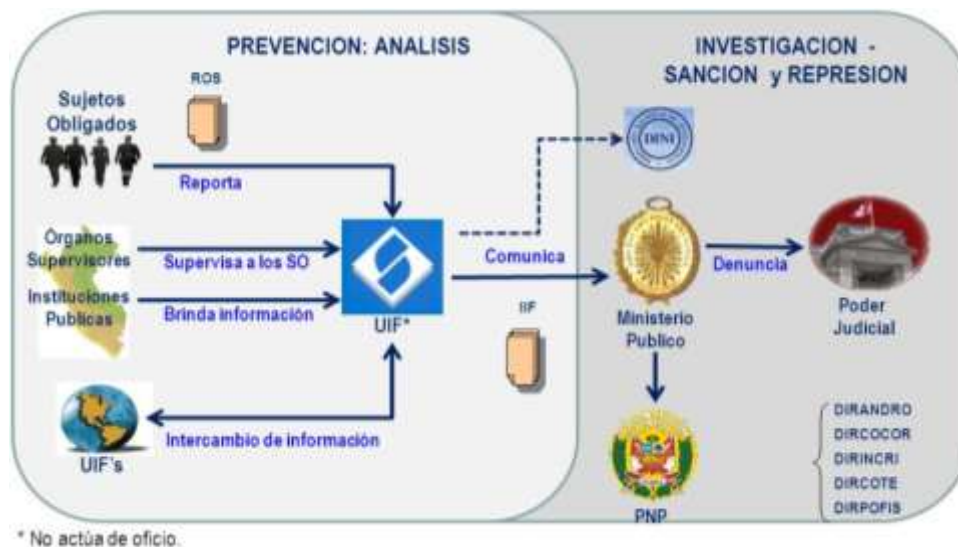 PREVENCION: ANALISIS
ROS
Sujetos
Obligados
Reporta
Órganos
Supervisores
Supervisa a los SO
Instituciones
Publicas
Brinda información
UIF*
UIF's
Intercambio de información
INVESTIGACION -
SANCION y REPRESION
DINI
Comunica
IIF
Ministerio
Publico
Denuncia
Poder
Judicial
PNP
DIRANDRO
DIRCOCOR
DIRINCRI
DIRCOTE
DIRPOFIS
* No actúa de oficio.